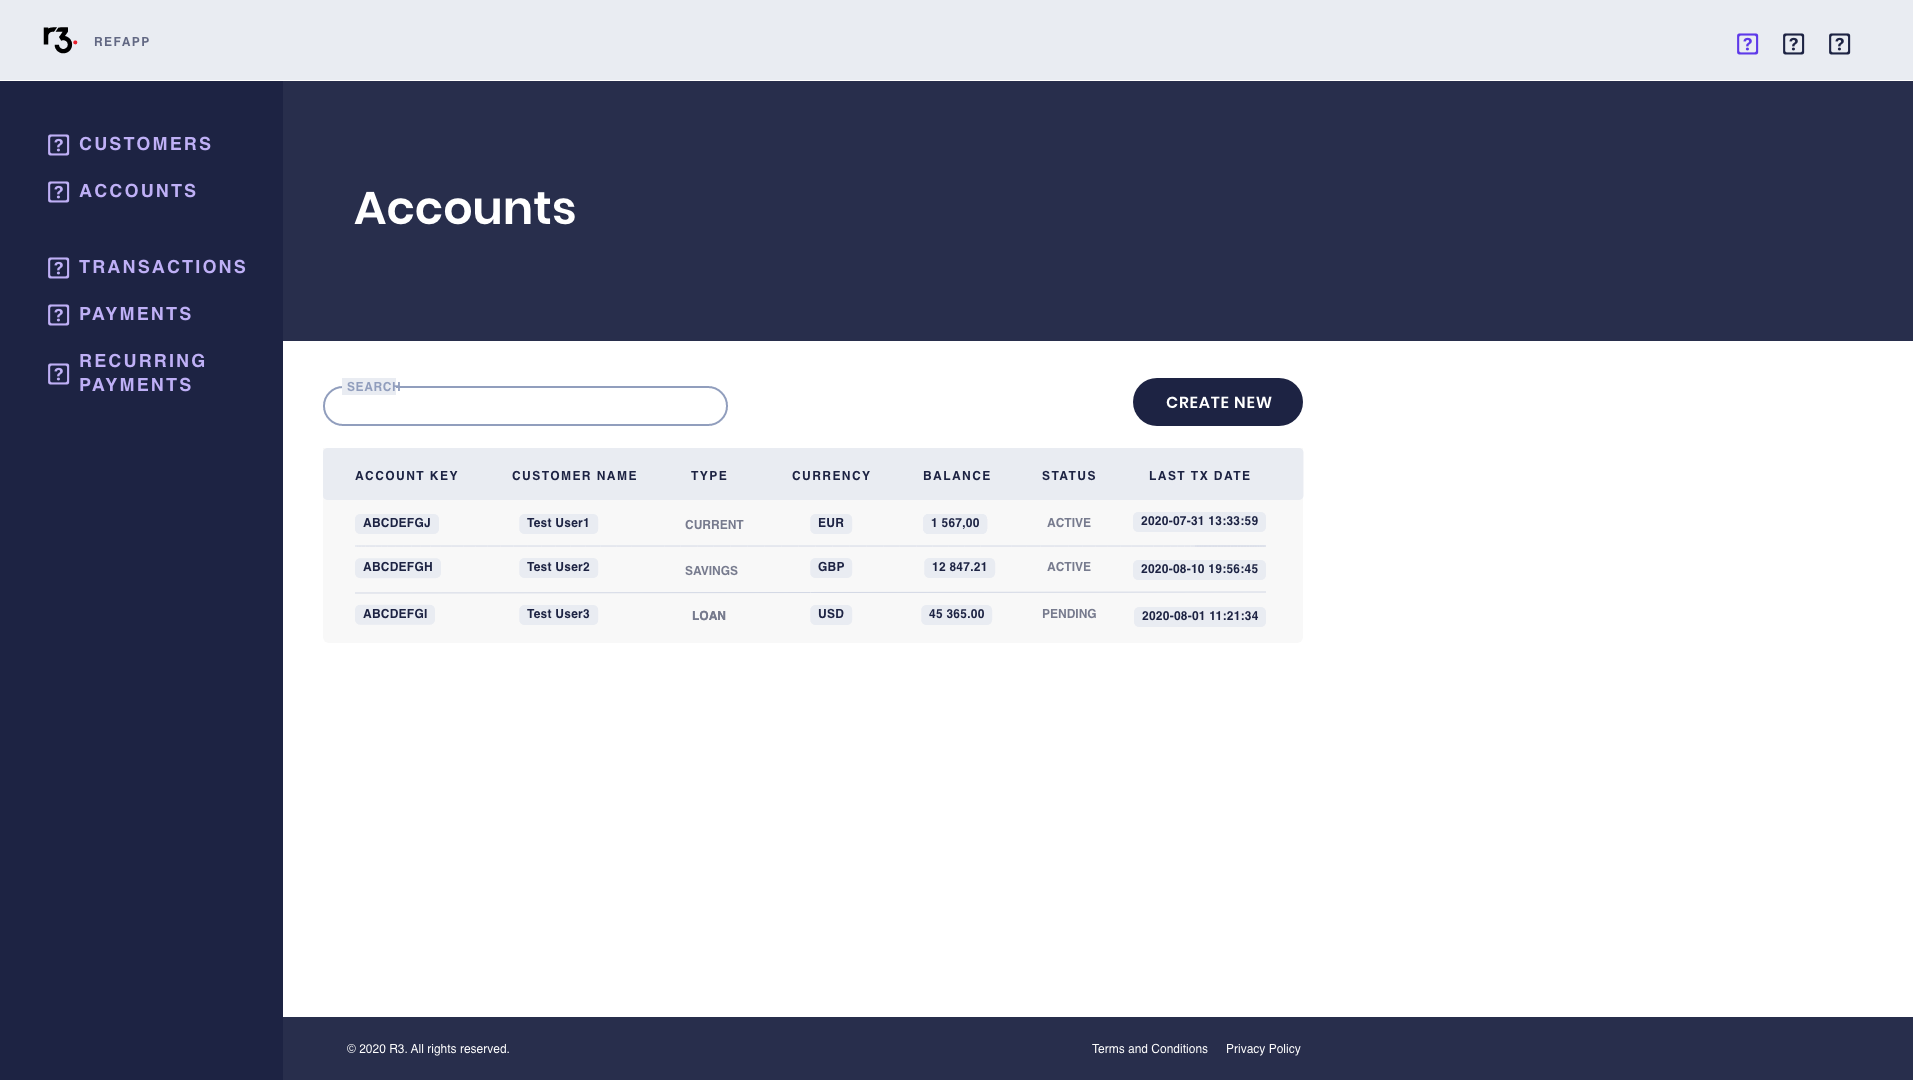 r3. REFAPP
CUSTOMERS
ACCOUNTS
TRANSACTIONS
PAYMENTS
RECURRING
PAYMENTS
Accounts
SEARCH
CREATE NEW
ACCOUNT KEY CUSTOMER NAME TYPE CURRENCY BALANCE STATUS LAST TX DATE
ABCDEFGJ Test User1 CURRENT EUR 1 567,00 ACTIVE 2020-07-31 13:33:59
ABCDEFGH Test User2 SAVINGS GBP 12 847.21 ACTIVE 2020-08-10 19:56:45
ABCDEFGI Test User3 LOAN USD 45 365.00 PENDING 2020-08-01 11:21:34
© 2020 R3. All rights reserved. Terms and Conditions Privacy Policy